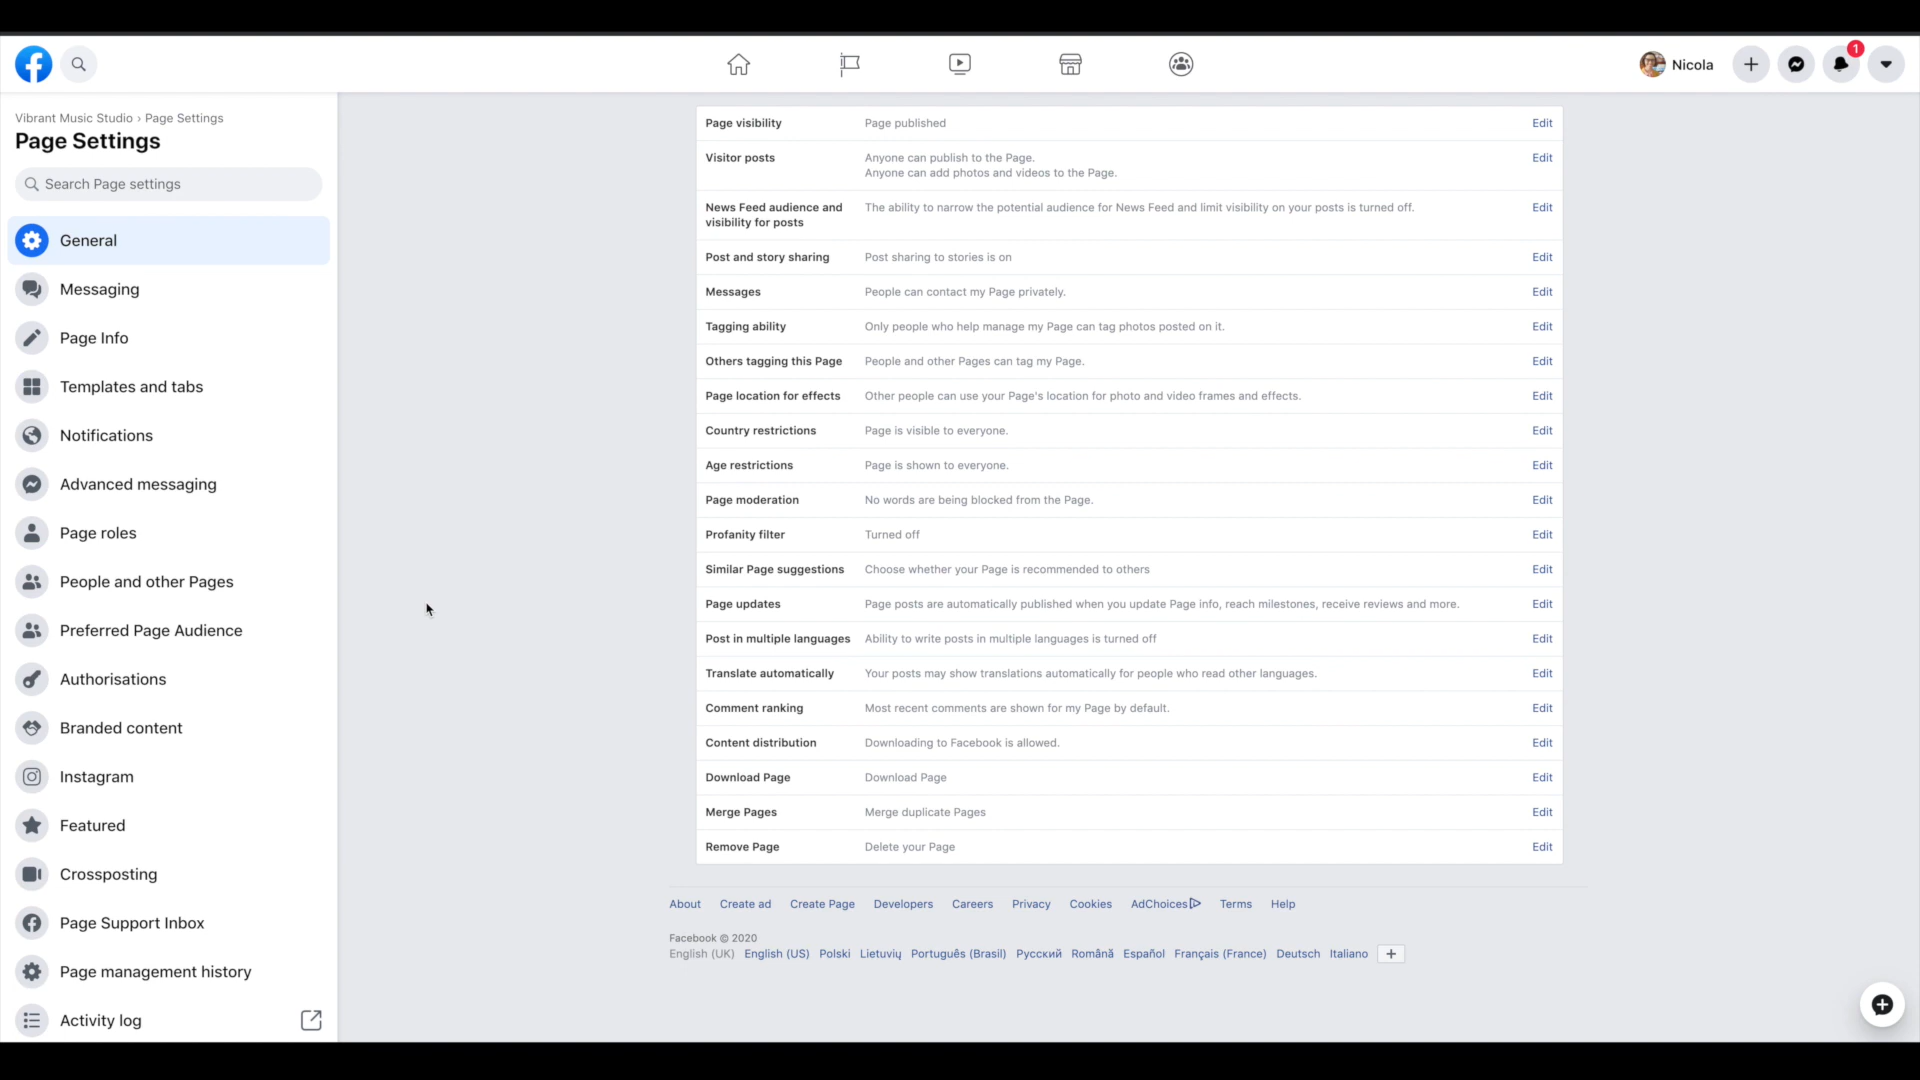 1
Nicola
Vibrant Music Studio › Page Settings
Page Settings
Search Page settings
General
Messaging
Page Info
Templates and tabs
Notifications
Advanced messaging
Page roles
People and other Pages
Preferred Page Audience
Authorisations
Branded content
Instagram
Featured
Crossposting
Page Support Inbox
Page management history
Activity log
Page visibility Page published Edit
Visitor posts Anyone can publish to the Page. Edit
Anyone can add photos and videos to the Page.
News Feed audience and The ability to narrow the potential audience for News Feed and limit visibility on your posts is turned off. Edit
visibility for posts
Post and story sharing Post sharing to stories is on Edit
Messages People can contact my Page privately. Edit
Tagging ability Only people who help manage my Page can tag photos posted on it. Edit
Others tagging this Page People and other Pages can tag my Page. Edit
Page location for effects Other people can use your Page's location for photo and video frames and effects. Edit
Country restrictions Page is visible to everyone. Edit
Age restrictions Page is shown to everyone. Edit
Page moderation No words are being blocked from the Page. Edit
Profanity filter Turned off Edit
Similar Page suggestions Choose whether your Page is recommended to others Edit
Page updates Page posts are automatically published when you update Page info, reach milestones, receive reviews and more. Edit
Post in multiple languages Ability to write posts in multiple languages is turned off Edit
Translate automatically Your posts may show translations automatically for people who read other languages. Edit
Comment ranking Most recent comments are shown for my Page by default. Edit
Content distribution Downloading to Facebook is allowed. Edit
Download Page Download Page Edit
Merge Pages Merge duplicate Pages Edit
Remove Page Delete your Page Edit
About Create ad Create Page Developers Careers Privacy Cookies AdChoices Terms Help
Facebook © 2020
English (UK) English (US) Polski Lietuvių Português (Brasil) Русский Română Español Français (France) Deutsch Italiano +